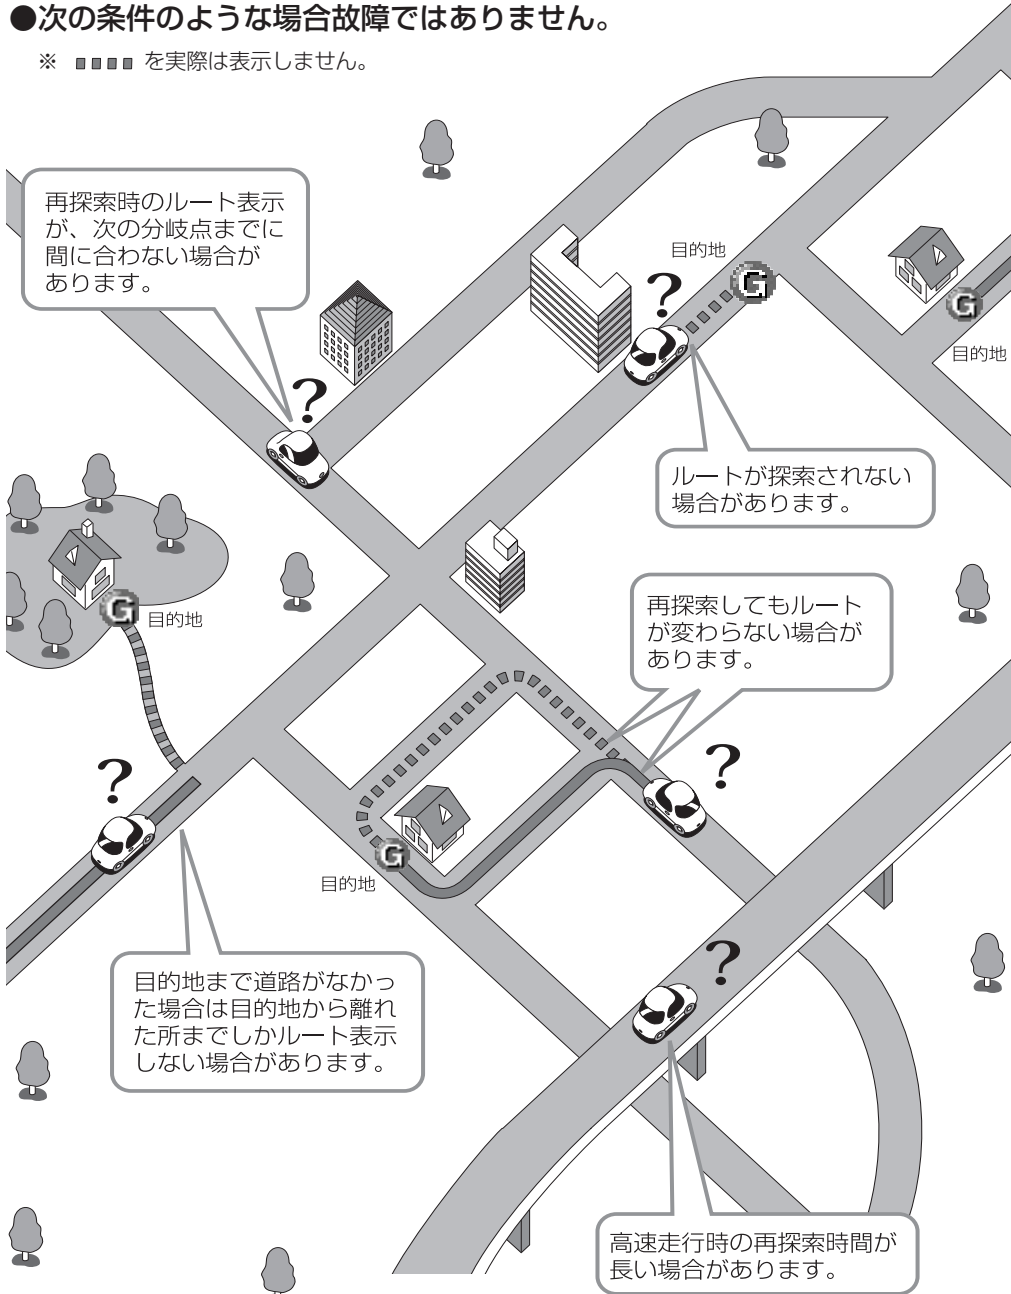 ●次の条件のような場合故障ではありません。
※ を実際は表示しません。
再探索時のルート表示
が、次の分岐点までに
間に合わない場合が
あります。
目的地
G
?
G
目的地
?
ルートが探索されない
場合があります。
G
目的地
再探索してもルート
が変わらない場合が
あります。
?
?
G
目的地
目的地まで道路がなかっ
た場合は目的地から離れ
た所までしかルート表示
しない場合があります。
?
高速走行時の再探索時間が
長い場合があります。